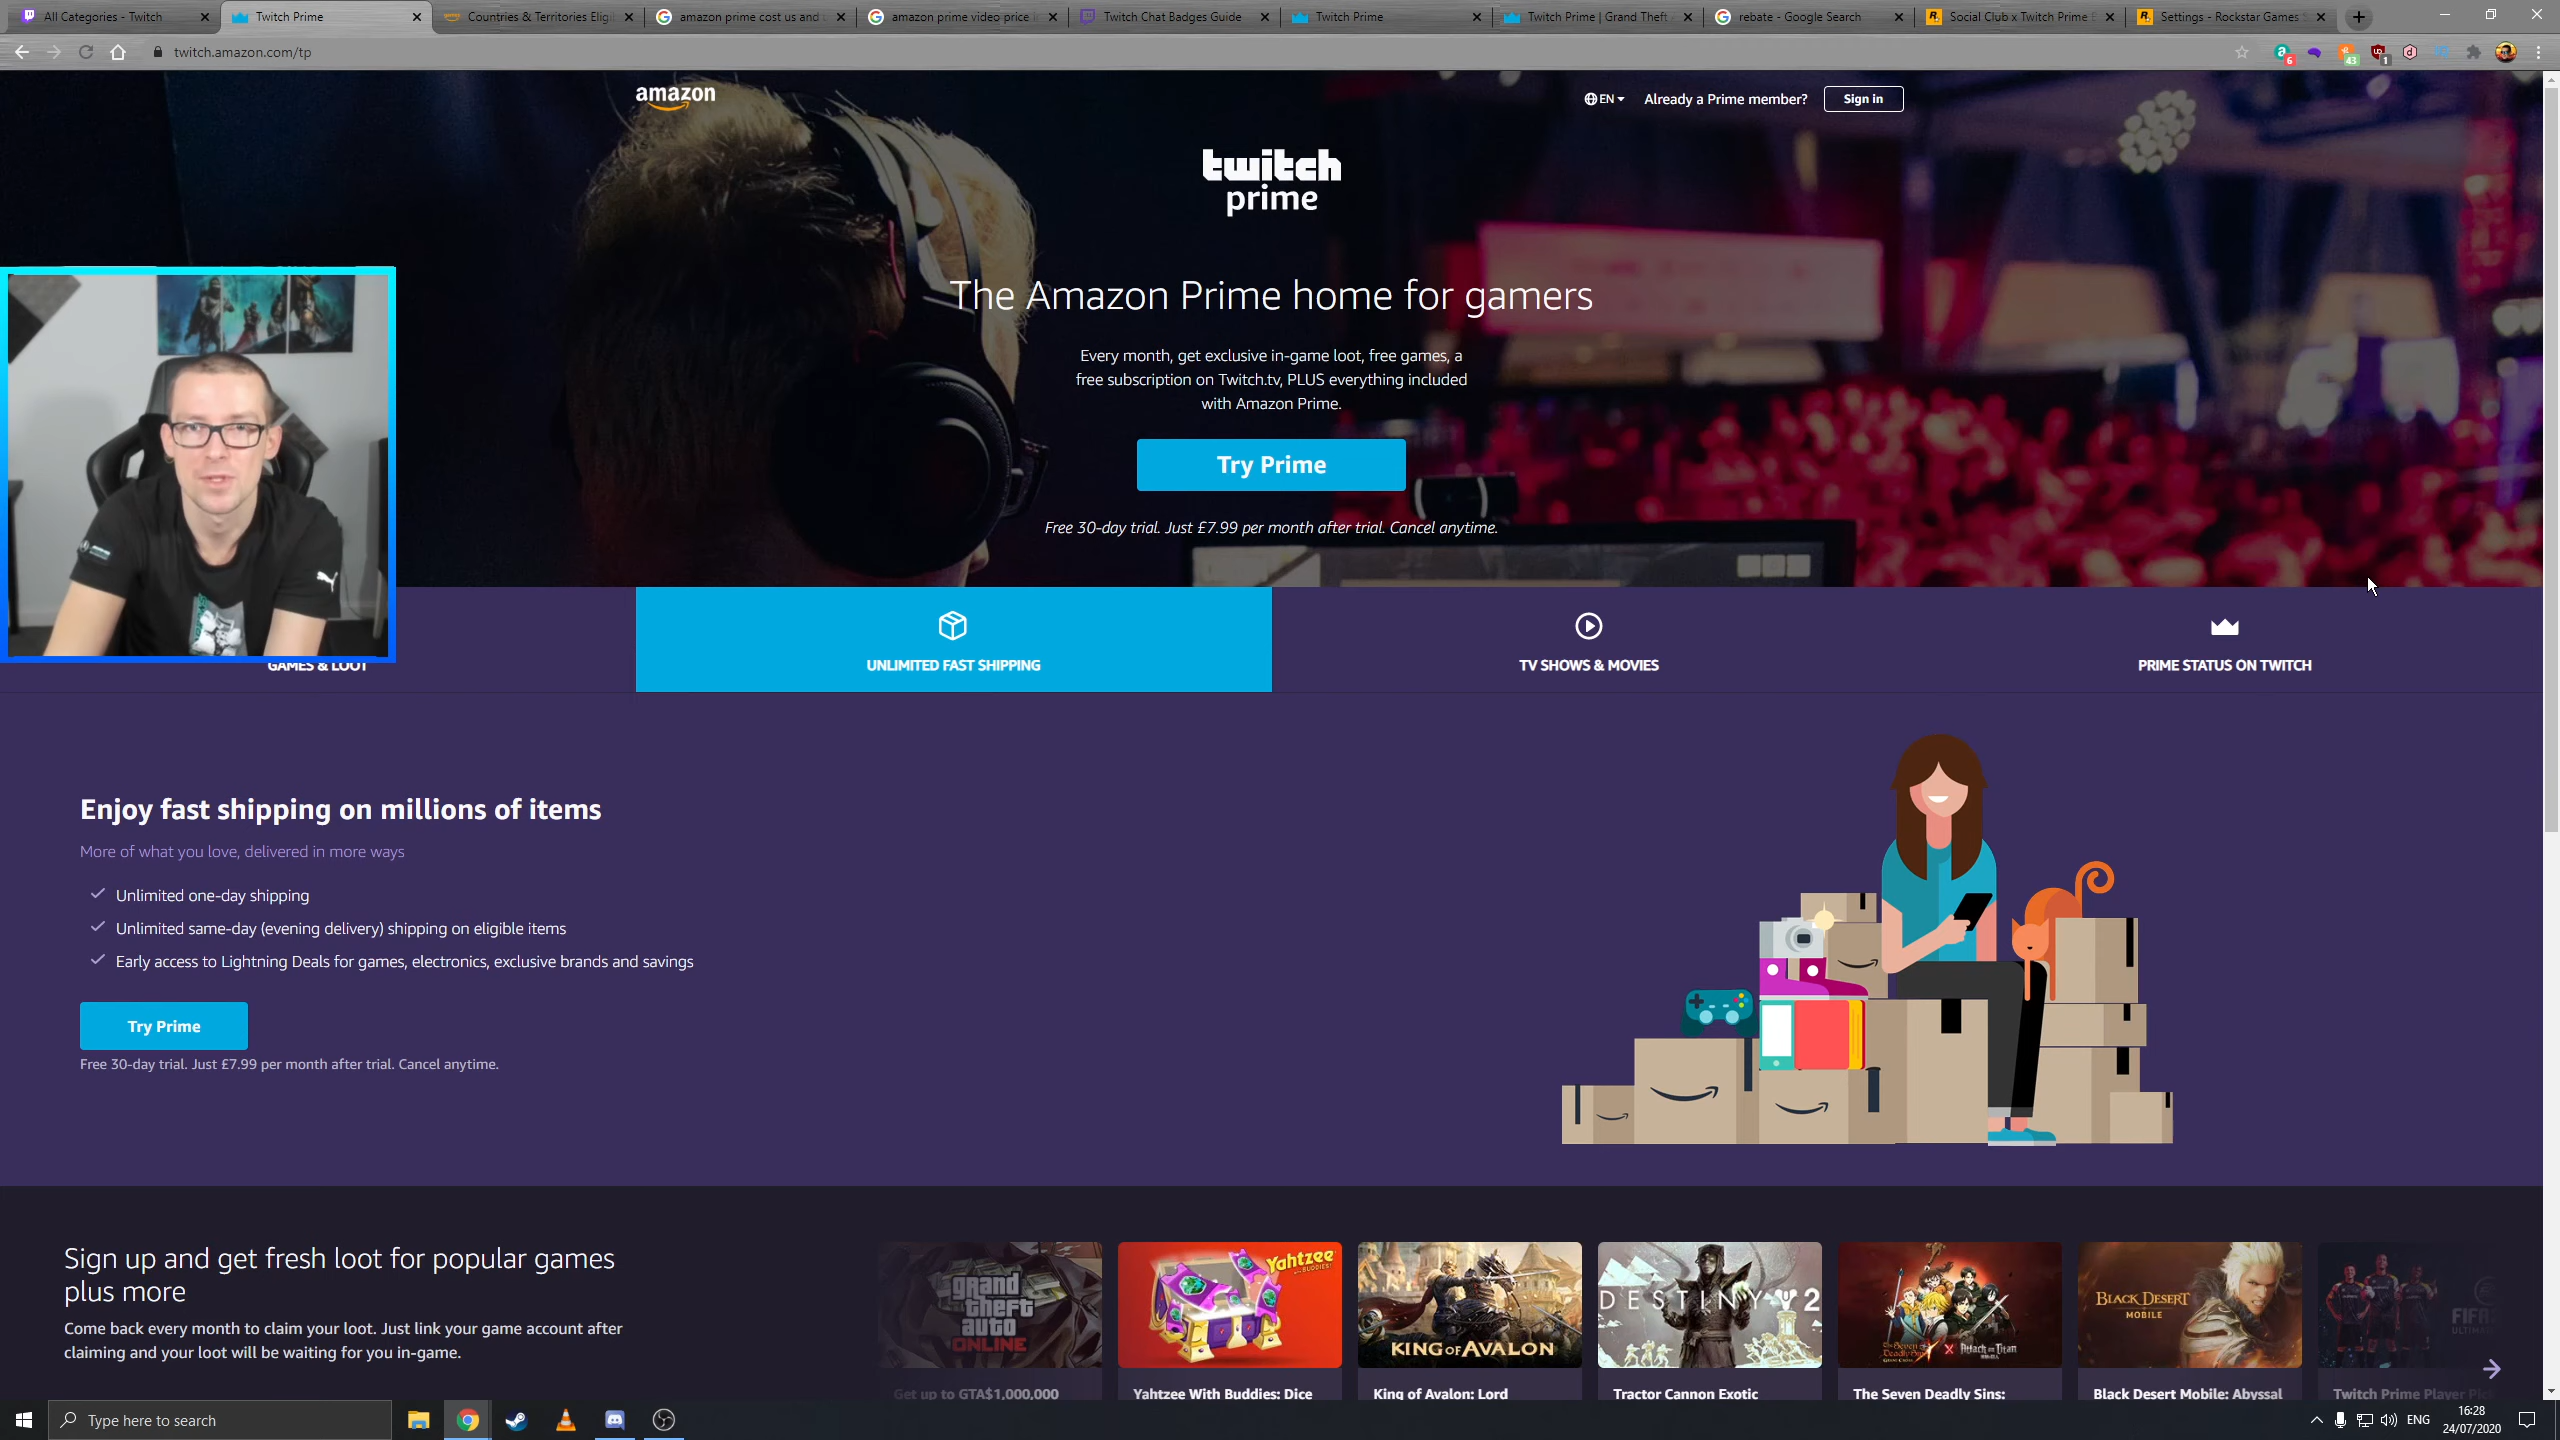 All Categories - Twitch
Twitch Prime
Countries & Territories Eligi
amazon prime cost us and
amazon prime video price
Twitch Chat Badges Guide
Twitch Prime
Twitch Prime | Grand Theft
rebate - Google Search
Social Club x Twitch Prime
Settings - Rockstar Games
twitch.amazon.com/tp
6
43
1
amazon
EN
Already a Prime member?
Sign in
twitch
prime
The Amazon Prime home for gamers
Every month, get exclusive in-game loot, free games, a
free subscription on Twitch.tv, PLUS everything included
with Amazon Prime.
Try Prime
Free 30-day trial. Just £7.99 per month after trial. Cancel anytime.
GAMES & LOOT
UNLIMITED FAST SHIPPING
TV SHOWS & MOVIES
PRIME STATUS ON TWITCH
Enjoy fast shipping on millions of items
More of what you love, delivered in more ways
Unlimited one-day shipping
Unlimited same-day (evening delivery) shipping on eligible items
Early access to Lightning Deals for games, electronics, exclusive brands and savings
Try Prime
Free 30-day trial. Just £7.99 per month after trial. Cancel anytime.
Sign up and get fresh loot for popular games
plus more
Come back every month to claim your loot. Just link your game account after
claiming and your loot will be waiting for you in-game.
grand
theft
auto
ONLINE
Yahtzee
WITH BUDDIES
KING OF AVALON
DESTINY 2
Attack on Titan
BLACK DESERT
MOBILE
FIFA
Get up to GTA$1,000,000
Yahtzee With Buddies: Dice
King of Avalon: Lord
Tractor Cannon Exotic
The Seven Deadly Sins:
Black Desert Mobile: Abyssal
Twitch Prime Player Pick
Type here to search
ENG
16:28
24/07/2020